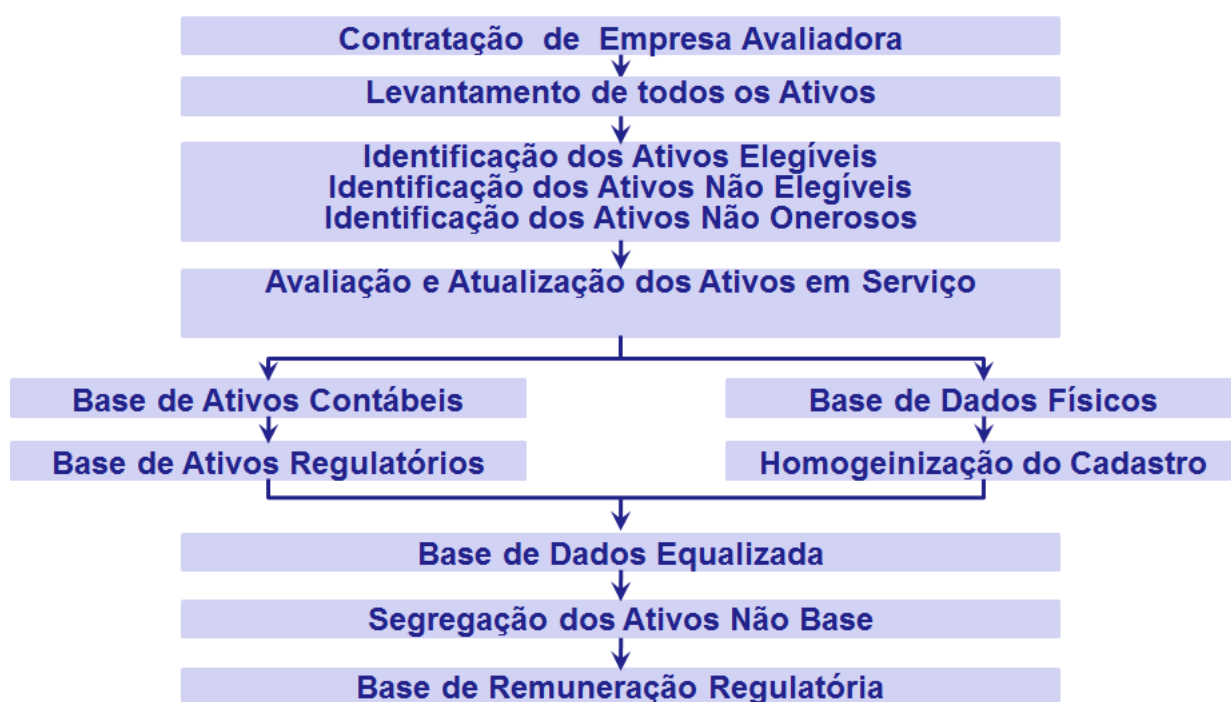 Contratação de Empresa Avaliadora
Levantamento de todos os Ativos
Identificação dos Ativos Elegíveis
Identificação dos Ativos Não Elegíveis
Identificação dos Ativos Não Onerosos
Avaliação e Atualização dos Ativos em Serviço
Base de Ativos Contábeis
Base de Dados Físicos
Base de Ativos Regulatórios
Homogeinização do Cadastro
Base de Dados Equalizada
Segregação dos Ativos Não Base
Base de Remuneração Regulatória